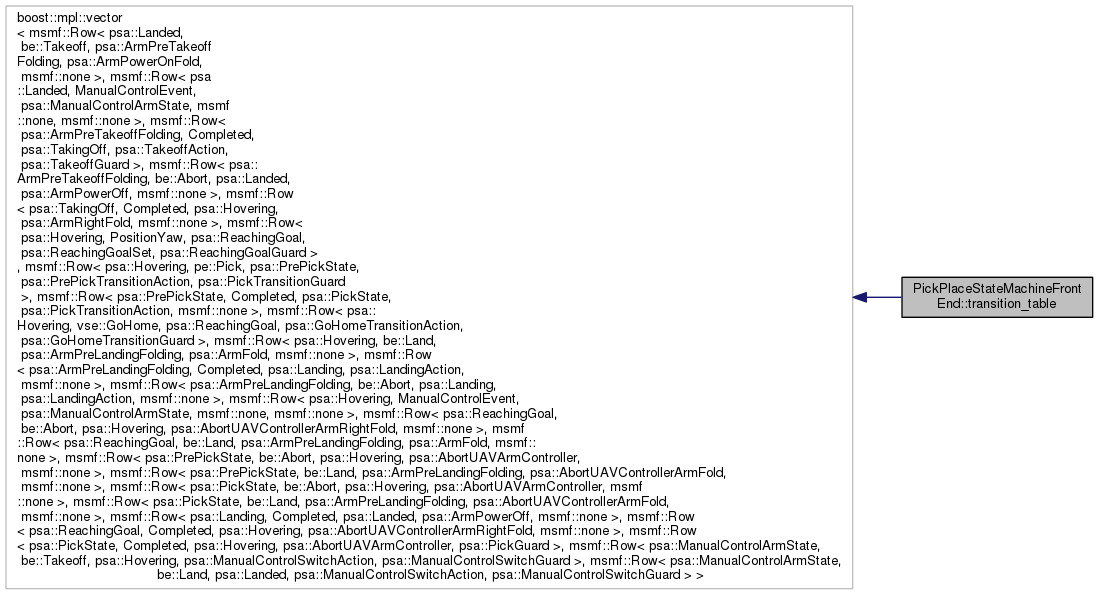 boost::mpl::vector
< msmf::Row< psa::Landed,
be::Takeoff, psa::ArmPreTakeoff
Folding, psa::ArmPowerOnFold,
msmf::none >, msmf::Row< psa
::Landed, ManualControlEvent,
psa::ManualControlArmState, msmf
::none, msmf::none >, msmf::Row<
psa::ArmPreTakeoffFolding, Completed,
psa::TakingOff, psa::TakeoffAction,
psa::TakeoffGuard >, msmf::Row< psa::
ArmPreTakeoffFolding, be::Abort, psa::Landed,
psa::ArmPowerOff, msmf::none >, msmf::Row
< psa::TakingOff, Completed, psa::Hovering,
psa::ArmRightFold, msmf::none >, msmf::Row<
psa::Hovering, PositionYaw, psa::ReachingGoal,
psa::ReachingGoalSet, psa::ReachingGoalGuard >
, msmf::Row< psa::Hovering, pe::Pick, psa::PrePickState,
psa::PrePickTransitionAction, psa::PickTransitionGuard
>, msmf::Row< psa::PrePickState, Completed, psa::PickState,
psa::PickTransitionAction, msmf::none >, msmf::Row< psa::
Hovering, vse::GoHome, psa::ReachingGoal, psa::GoHomeTransitionAction,
psa::GoHomeTransitionGuard >, msmf::Row< psa::Hovering, be::Land,
psa::ArmPreLandingFolding, psa::ArmFold, msmf::none >, msmf::Row
< psa::ArmPreLandingFolding, Completed, psa::Landing, psa::LandingAction,
msmf::none >, msmf::Row< psa::ArmPreLandingFolding, be::Abort, psa::Landing,
psa::LandingAction, msmf::none >, msmf::Row< psa::Hovering, ManualControlEvent,
psa::ManualControlArmState, msmf::none, msmf::none >, msmf::Row< psa::ReachingGoal,
be::Abort, psa::Hovering, psa::AbortUAVControllerArmRightFold, msmf::none >, msmf
::Row< psa::ReachingGoal, be::Land, psa::ArmPreLandingFolding, psa::ArmFold, msmf::
none >, msmf::Row< psa::PrePickState, be::Abort, psa::Hovering, psa::AbortUAVArmController,
msmf::none >, msmf::Row< psa::PrePickState, be::Land, psa::ArmPreLandingFolding, psa::AbortUAVControllerArmFold,
msmf::none >, msmf::Row< psa::PickState, be::Abort, psa::Hovering, psa::AbortUAVArmController, msmf
::none >, msmf::Row< psa::PickState, be::Land, psa::ArmPreLandingFolding, psa::AbortUAVControllerArmFold,
msmf::none >, msmf::Row< psa::Landing, Completed, psa::Landed, psa::ArmPowerOff, msmf::none >, msmf::Row
< psa::ReachingGoal, Completed, psa::Hovering, psa::AbortUAVControllerArmRightFold, msmf::none >, msmf::Row
< psa::PickState, Completed, psa::Hovering, psa::AbortUAVArmController, psa::PickGuard >, msmf::Row< psa::ManualControlArmState,
be::Takeoff, psa::Hovering, psa::ManualControlSwitchAction, psa::ManualControlSwitchGuard >, msmf::Row< psa::ManualControlArmState,
be::Land, psa::Landed, psa::ManualControlSwitchAction, psa::ManualControlSwitchGuard > >
PickPlaceStateMachineFront
End::transition_table